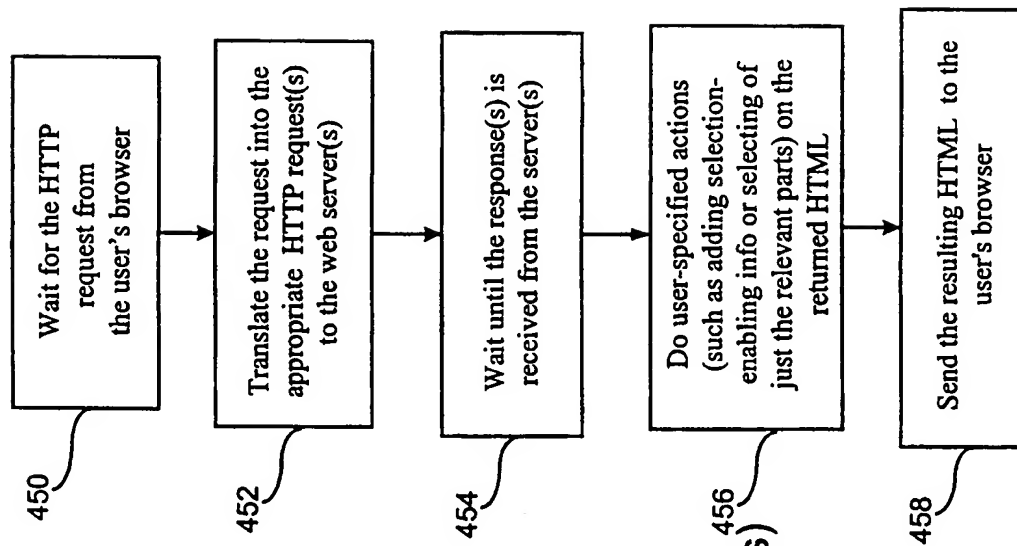 Wait for the HTTP
request from
the user's browser
450
Translate the request into the
appropriate HTTP request(s)
to the web server(s)
452
Wait until the response(s) is
received from the server(s)
454
Do user-specified actions
(such as adding selection-
enabling info or selecting of
just the relevant parts) on the
returned HTML
456
Send the resulting HTML to the
user's browser
458